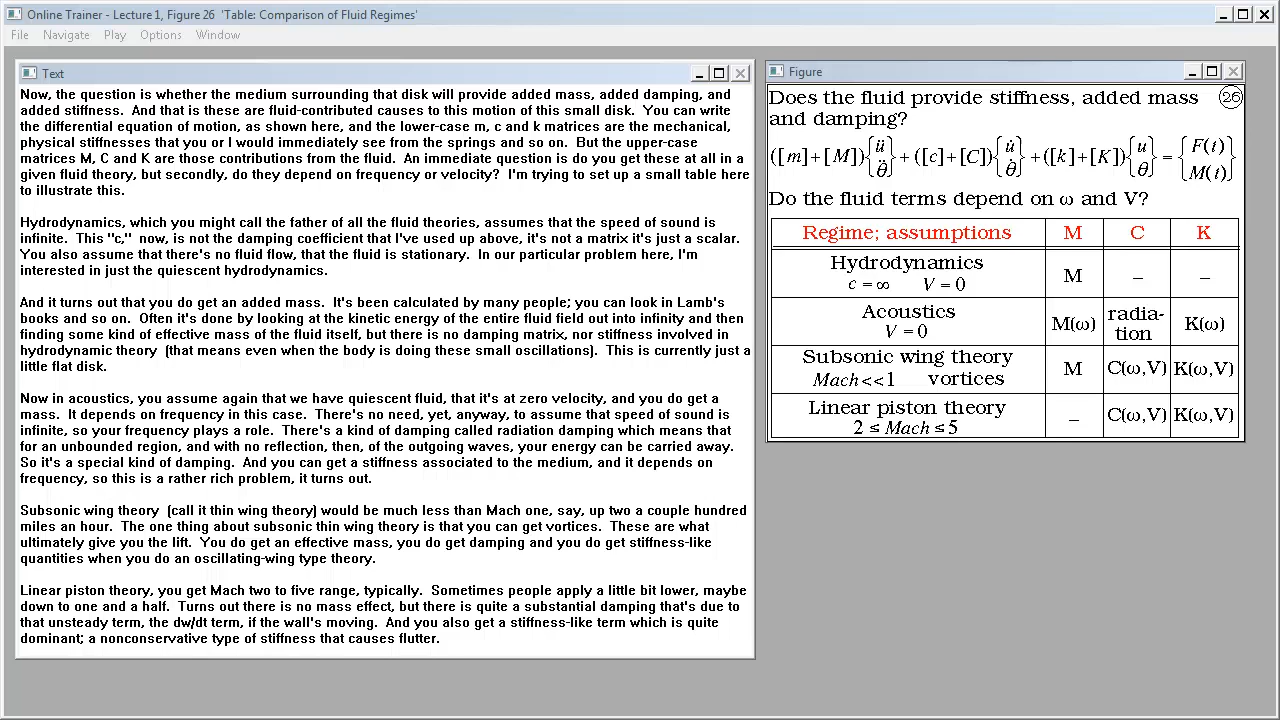 Online Trainer - Lecture 1, Figure 26  'Table: Comparison of Fluid Regimes'
File Navigate Play Options Window
Text
Now, the question is whether the medium surrounding that disk will provide added mass, added damping, and
added stiffness.  And that is these are fluid-contributed causes to this motion of this small disk.  You can write
the differential equation of motion, as shown here, and the lower-case m, c and k matrices are the mechanical,
physical stiffnesses that you or I would immediately see from the springs and so on.  But the upper-case
matrices M, C and K are those contributions from the fluid.  An immediate question is do you get these at all in a
given fluid theory, but secondly, do they depend on frequency or velocity?  I'm trying to set up a small table here
to illustrate this.
Hydrodynamics, which you might call the father of all the fluid theories, assumes that the speed of sound is
infinite.  This "c,"  now, is not the damping coefficient that I've used up above, it's not a matrix it's just a scalar.
You also assume that there's no fluid flow, that the fluid is stationary.  In our particular problem here, I'm
interested in just the quiescent hydrodynamics.
And it turns out that you do get an added mass.  It's been calculated by many people; you can look in Lamb's
books and so on.  Often it's done by looking at the kinetic energy of the entire fluid field out into infinity and then
finding some kind of effective mass of the fluid itself, but there is no damping matrix, nor stiffness involved in
hydrodynamic theory  (that means even when the body is doing these small oscillations).  This is currently just a
little flat disk.
Now in acoustics, you assume again that we have quiescent fluid, that it's at zero velocity, and you do get a
mass.  It depends on frequency in this case.  There's no need, yet, anyway, to assume that speed of sound is
infinite, so your frequency plays a role.  There's a kind of damping called radiation damping which means that
for an unbounded region, and with no reflection, then, of the outgoing waves, your energy can be carried away.
So it's a special kind of damping.  And you can get a stiffness associated to the medium, and it depends on
frequency, so this is a rather rich problem, it turns out.
Subsonic wing theory  (call it thin wing theory) would be much less than Mach one, say, up two a couple hundred
miles an hour.  The one thing about subsonic thin wing theory is that you can get vortices.  These are what
ultimately give you the lift.  You do get an effective mass, you do get damping and you do get stiffness-like
quantities when you do an oscillating-wing type theory.
Linear piston theory, you get Mach two to five range, typically.  Sometimes people apply a little bit lower, maybe
down to one and a half.  Turns out there is no mass effect, but there is quite a substantial damping that's due to
that unsteady term, the dw/dt term, if the wall's moving.  And you also get a stiffness-like term which is quite
dominant; a nonconservative type of stiffness that causes flutter.
Figure
Does the fluid provide stiffness, added mass 26
and damping?
([m]+[M]){ü θ̈} + ([c]+[C]){u̇ θ̇} + ([k]+[K]){u θ} = {F(t) M(t)}
Do the fluid terms depend on ω and V?
Regime; assumptions M C K
Hydrodynamics
c = ∞ V = 0 M – –
Acoustics
V = 0 M(ω) radia-tion K(ω)
Subsonic wing theory
Mach<<1 vortices M C(ω,V) K(ω,V)
Linear piston theory
2 ≤ Mach ≤ 5 – C(ω,V) K(ω,V)